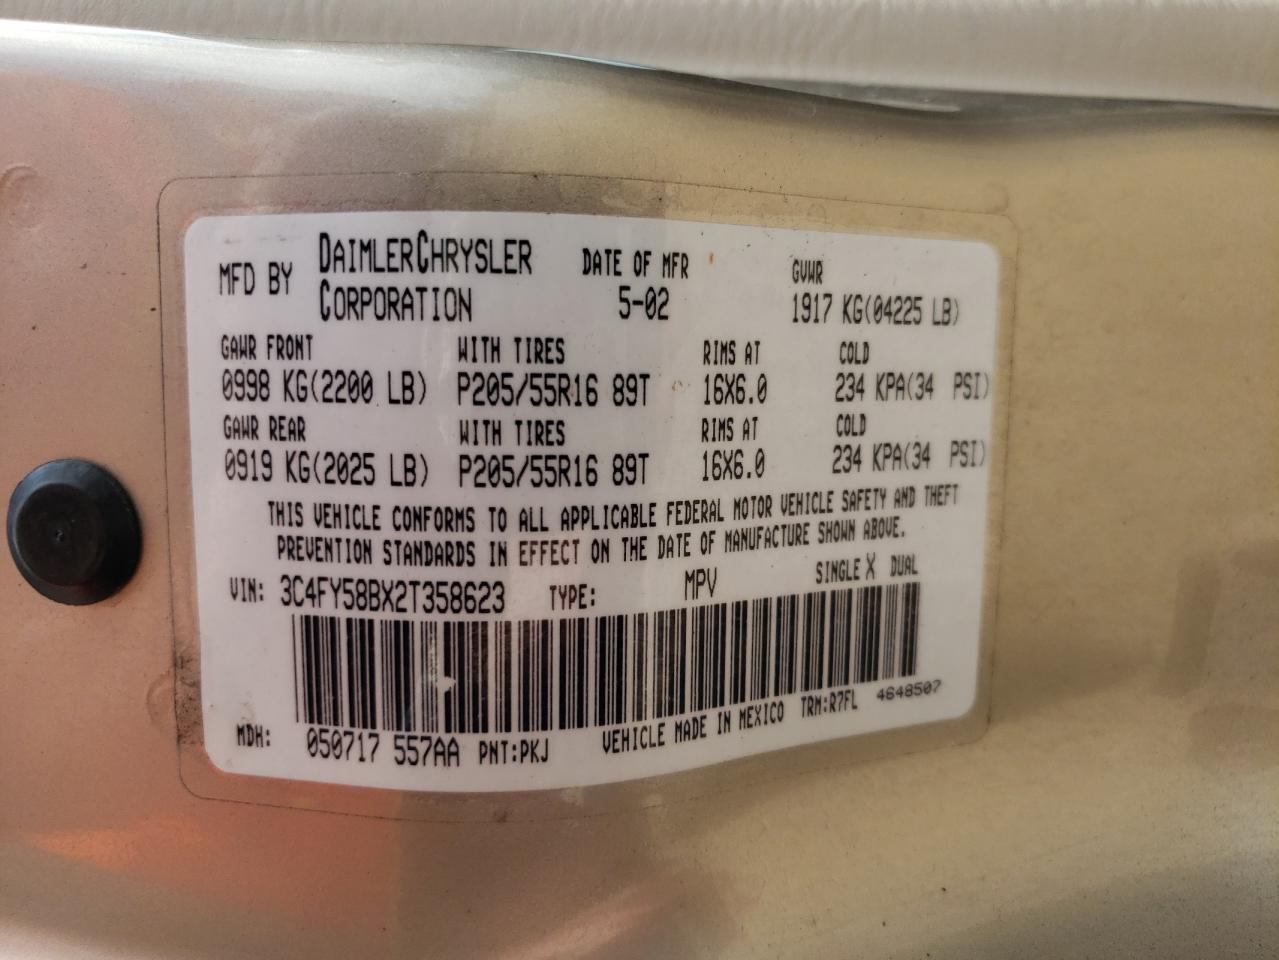 MFD BY DAIMLERCHRYSLER CORPORATION DATE OF MFR 5-02 GVWR 1917 KG(04225 LB)
GAWR FRONT WITH TIRES RIMS AT COLD
0998 KG(2200 LB) P205/55R16 89T 16X6.0 234 KPA(34 PSI)
GAWR REAR WITH TIRES RIMS AT COLD
0919 KG(2025 LB) P205/55R16 89T 16X6.0 234 KPA(34 PSI)
THIS VEHICLE CONFORMS TO ALL APPLICABLE FEDERAL MOTOR VEHICLE SAFETY AND THEFT
PREVENTION STANDARDS IN EFFECT ON THE DATE OF MANUFACTURE SHOWN ABOVE.
VIN: 3C4FY58BX2T358623 TYPE: MPV SINGLE X DUAL
MDH: 050717 557AA PNT:PKJ VEHICLE MADE IN MEXICO TRM:R7FL 4648507